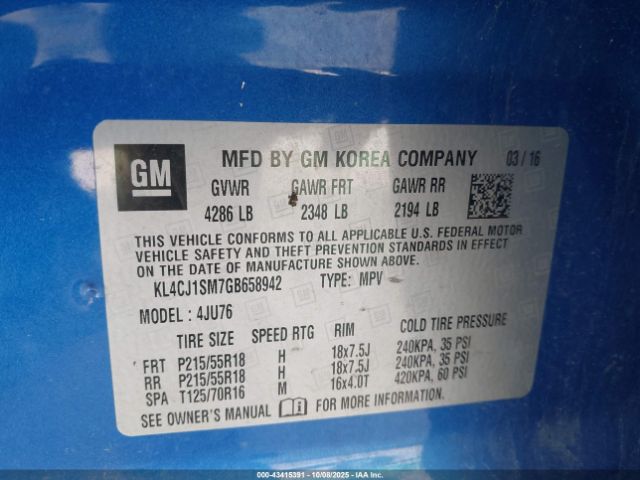 GM
MFD BY GM KOREA COMPANY 03 / 16
GVWR GAWR FRT GAWR RR
4286 LB 2348 LB 2194 LB
THIS VEHICLE CONFORMS TO ALL APPLICABLE U.S. FEDERAL MOTOR
VEHICLE SAFETY AND THEFT PREVENTION STANDARDS IN EFFECT
ON THE DATE OF MANUFACTURE SHOWN ABOVE.
KL4CJ1SM7GB658942 TYPE: MPV
MODEL : 4JU76
TIRE SIZE SPEED RTG RIM COLD TIRE PRESSURE
FRT P215/55R18 H 18x7.5J 240KPA, 35 PSI
RR P215/55R18 H 18x7.5J 240KPA, 35 PSI
SPA T125/70R16 M 16x4.0T 420KPA, 60 PSI
SEE OWNER'S MANUAL FOR MORE INFORMATION.
000-43415391 - 10/08/2025 - IAA Inc.